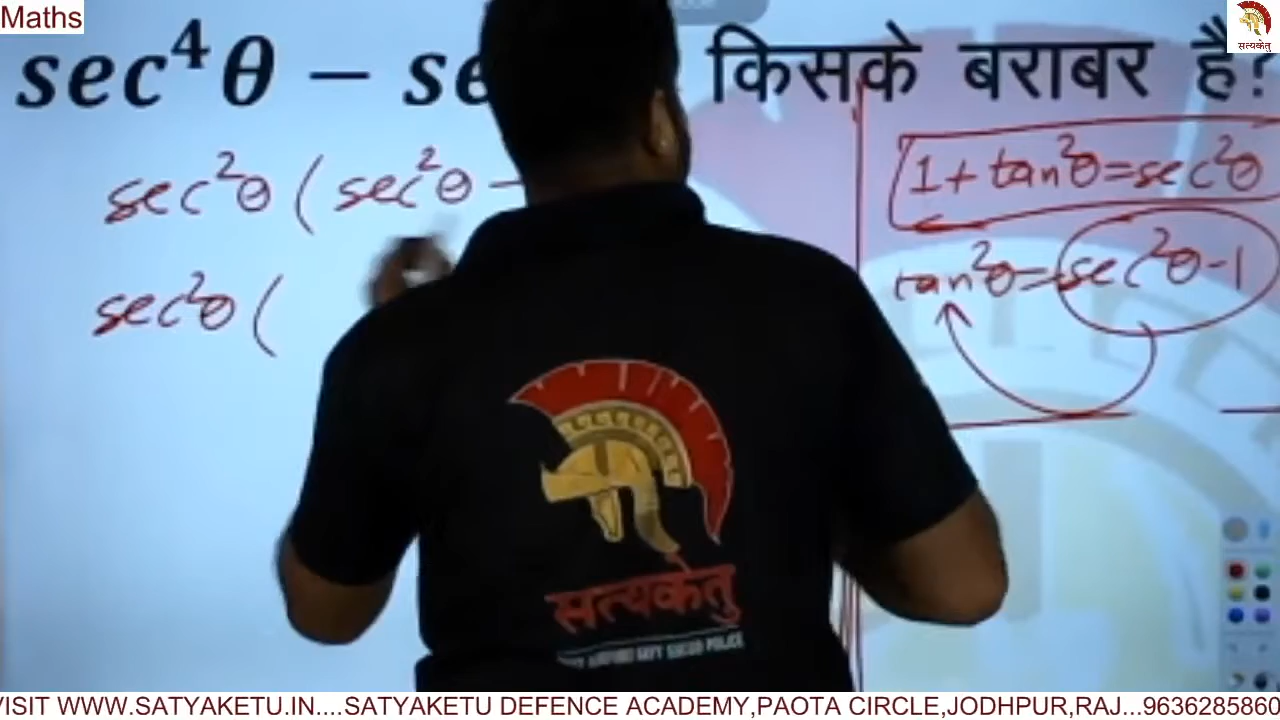 Maths
सत्यकेतु
sec⁴θ − se किसके बराबर है?
sec²θ ( sec²θ −
sec²θ (
1 + tan²θ = sec²θ
tan²θ = sec²θ - 1
सत्यकेतु
POLICE
VISIT WWW.SATYAKETU.IN....SATYAKETU DEFENCE ACADEMY,PAOTA CIRCLE,JODHPUR,RAJ...9636285860